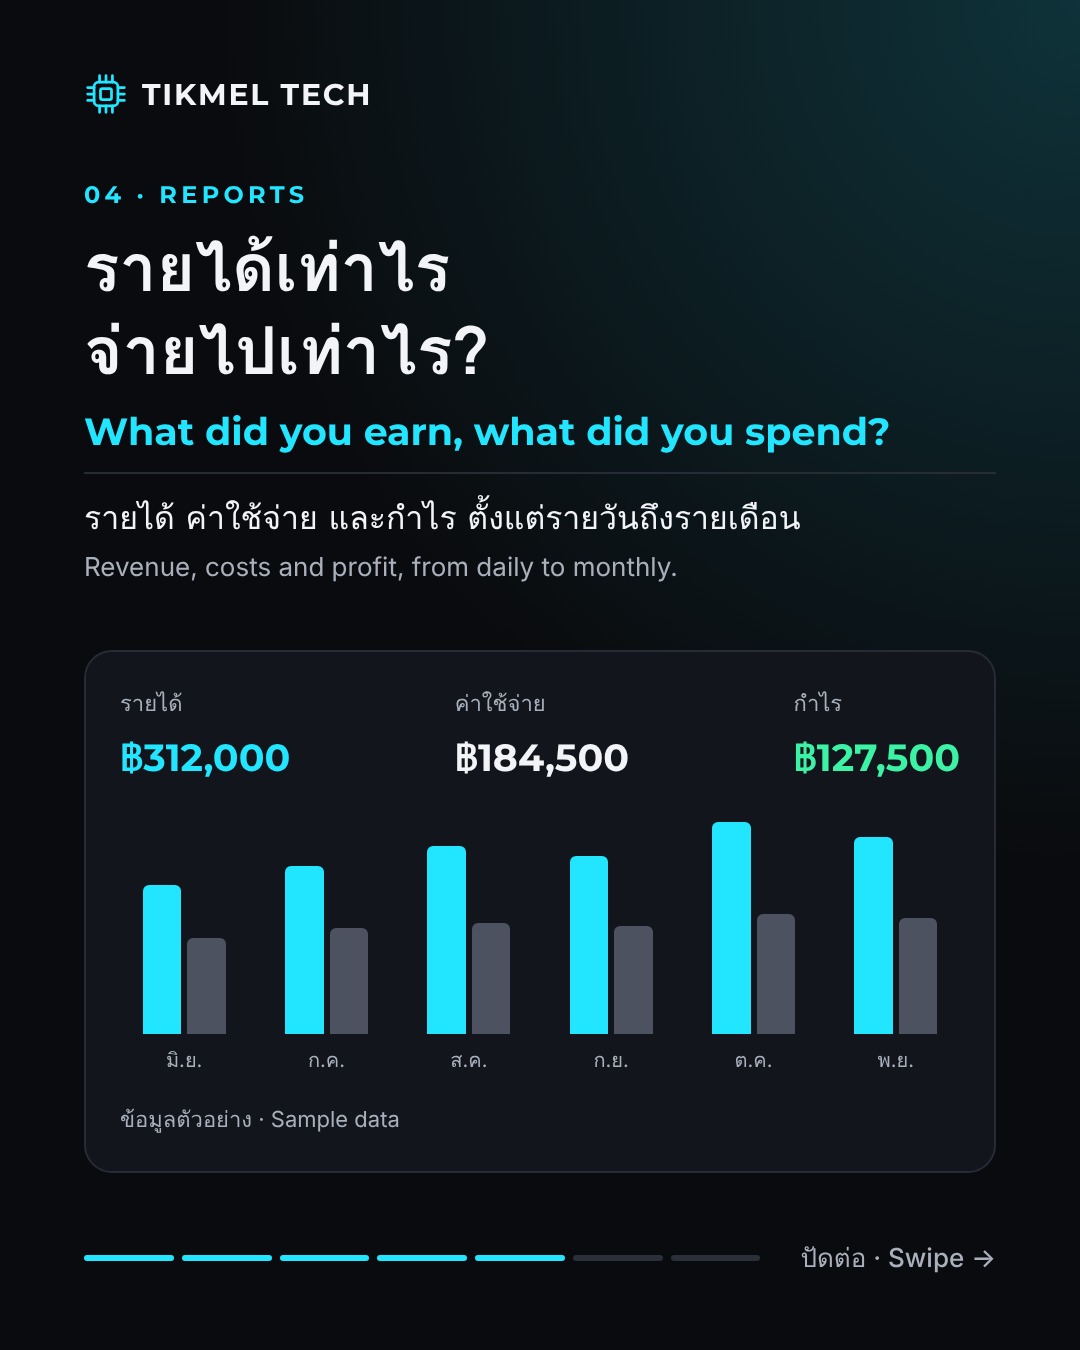 TIKMEL TECH
04 · REPORTS
รายได้เท่าไร
จ่ายไปเท่าไร?
What did you earn, what did you spend?
รายได้ ค่าใช้จ่าย และกำไร ตั้งแต่รายวันถึงรายเดือน
Revenue, costs and profit, from daily to monthly.
รายได้ ค่าใช้จ่าย กำไร
฿312,000 ฿184,500 ฿127,500
มิ.ย. ก.ค. ส.ค. ก.ย. ต.ค. พ.ย.
ข้อมูลตัวอย่าง · Sample data
ปัดต่อ · Swipe →